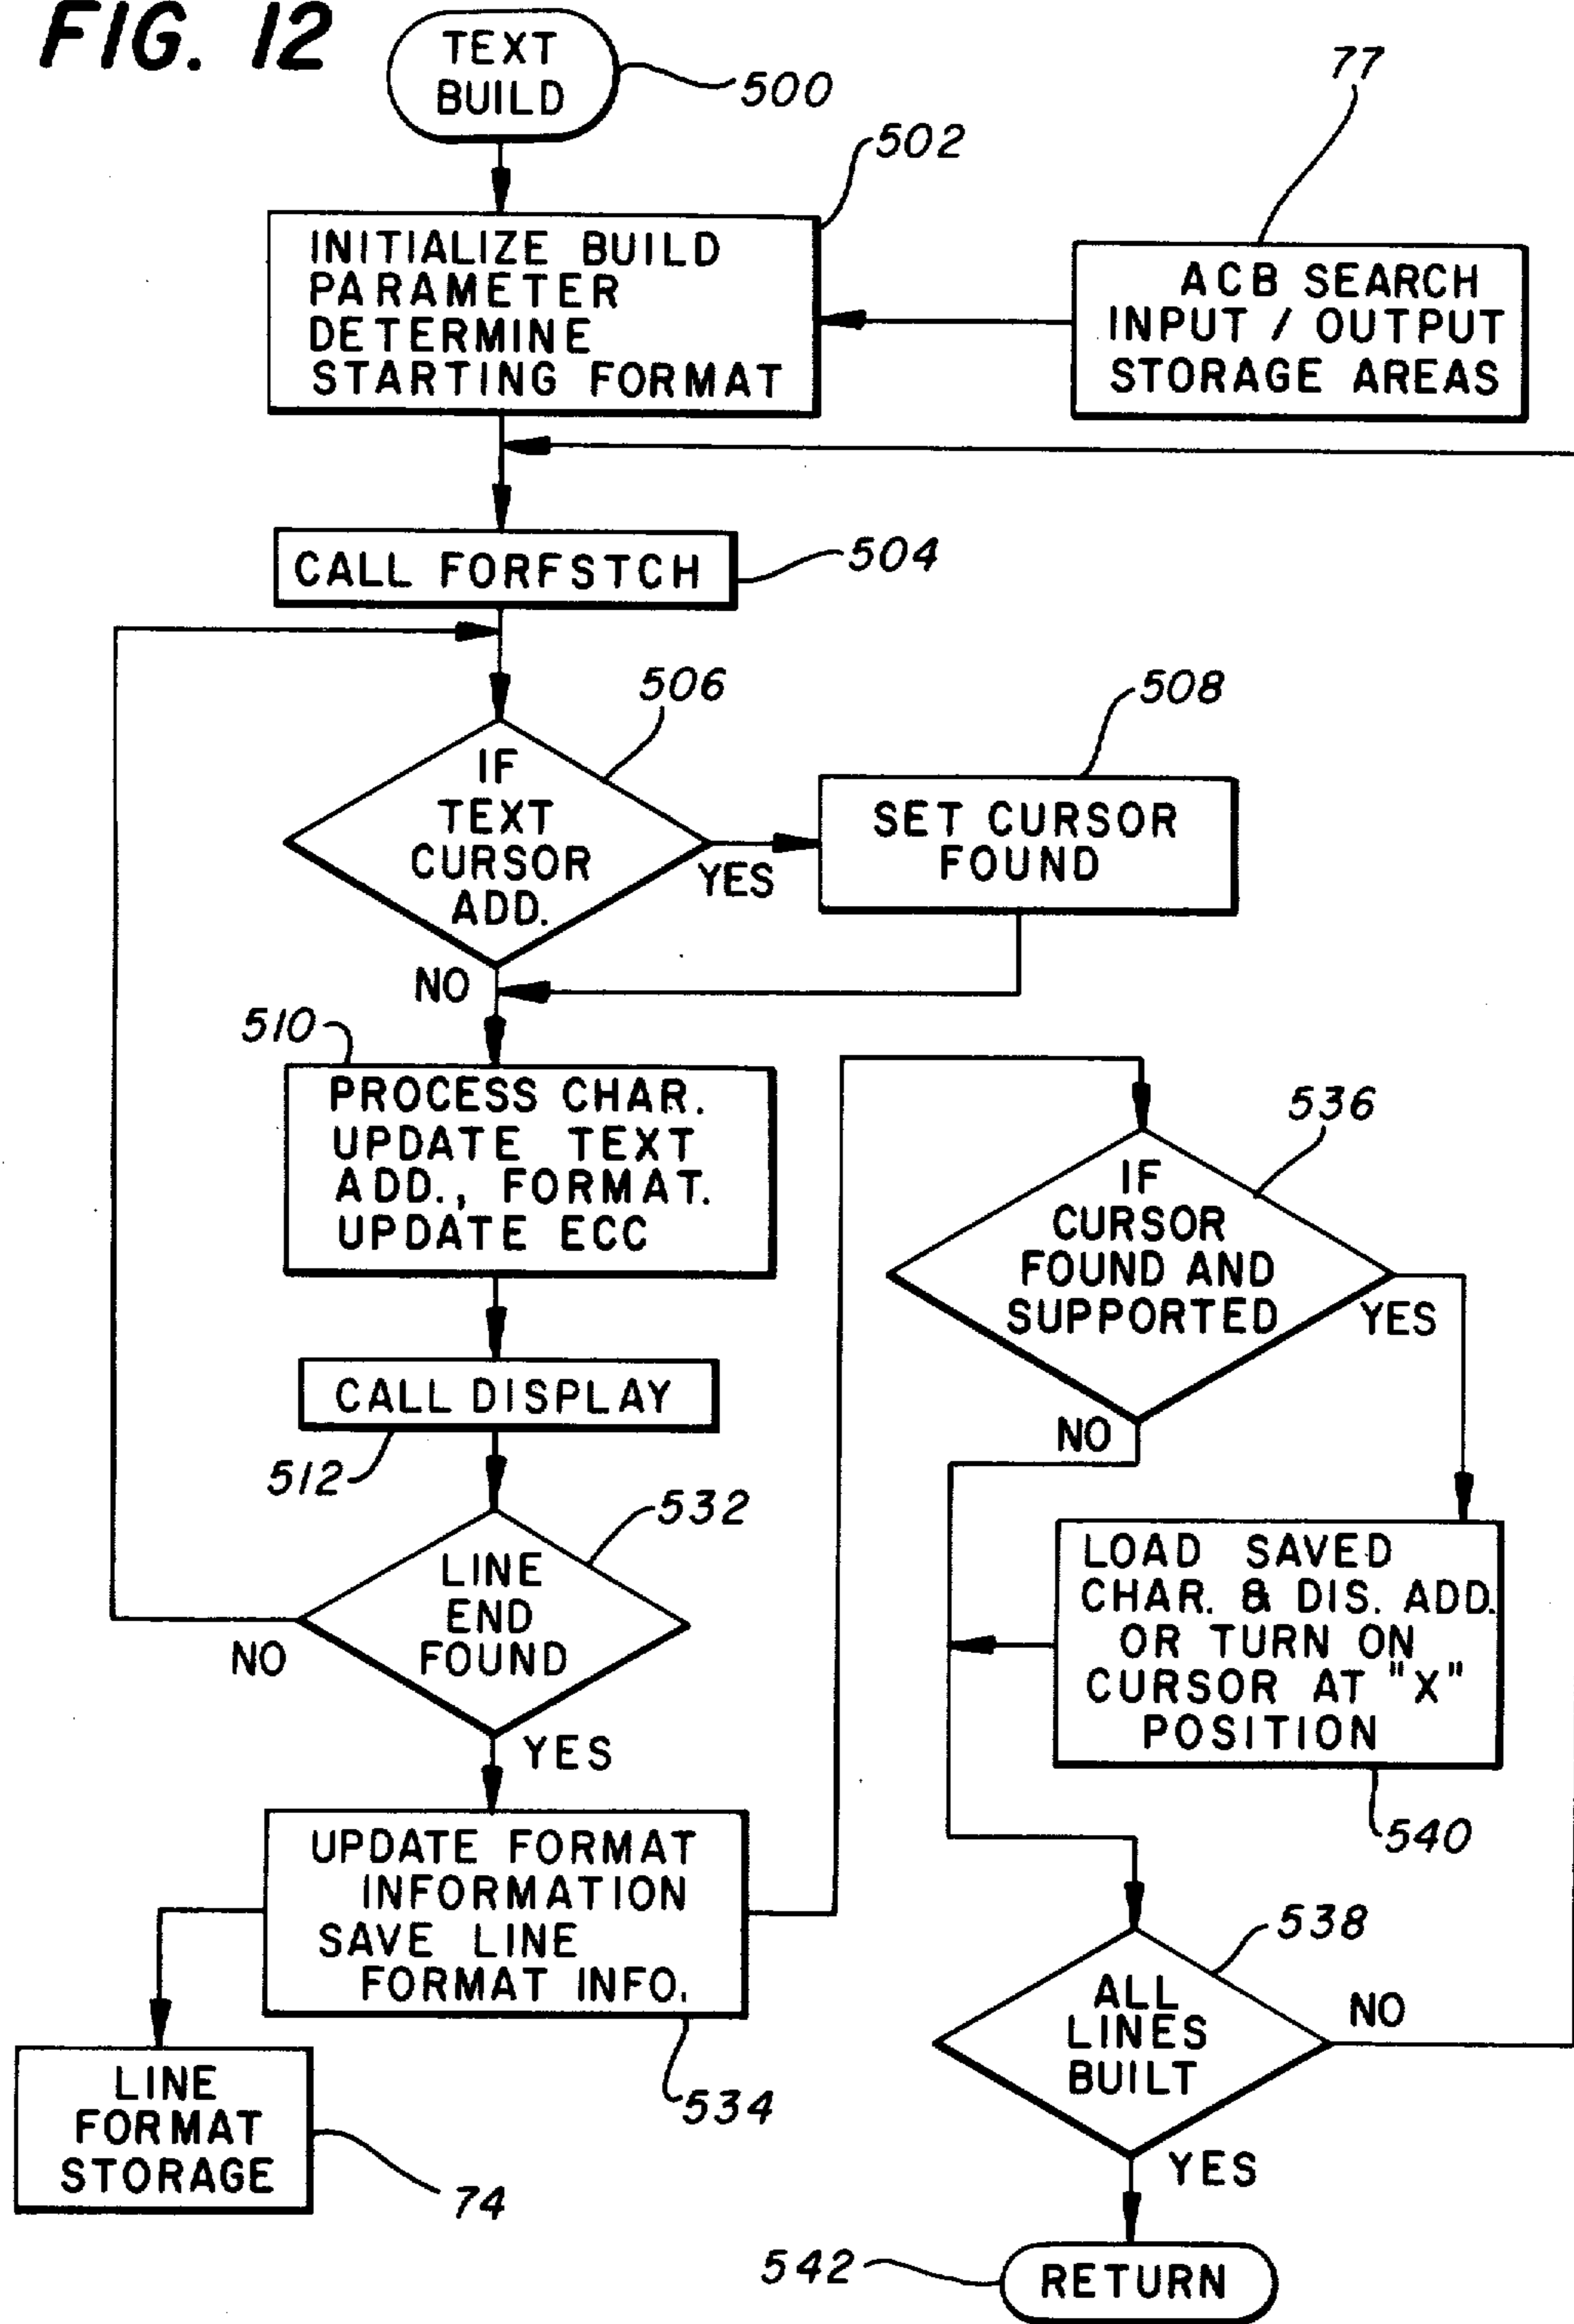 FIG. 12
TEXT
BUILD
500
77
502
INITIALIZE BUILD
PARAMETER
DETERMINE
STARTING FORMAT
ACB SEARCH
INPUT / OUTPUT
STORAGE AREAS
CALL FORFSTCH
504
506
508
IF
TEXT
CURSOR
ADD.
YES
SET CURSOR
FOUND
NO
510
PROCESS CHAR.
UPDATE TEXT
ADD., FORMAT.
UPDATE ECC
536
IF
CURSOR
FOUND AND
SUPPORTED
YES
NO
CALL DISPLAY
512
532
LINE
END
FOUND
NO
YES
LOAD SAVED
CHAR. & DIS. ADD.
OR TURN ON
CURSOR AT "X"
POSITION
540
UPDATE FORMAT
INFORMATION
SAVE LINE
FORMAT INFO.
534
538
ALL
LINES
BUILT
NO
YES
LINE
FORMAT
STORAGE
74
542
RETURN